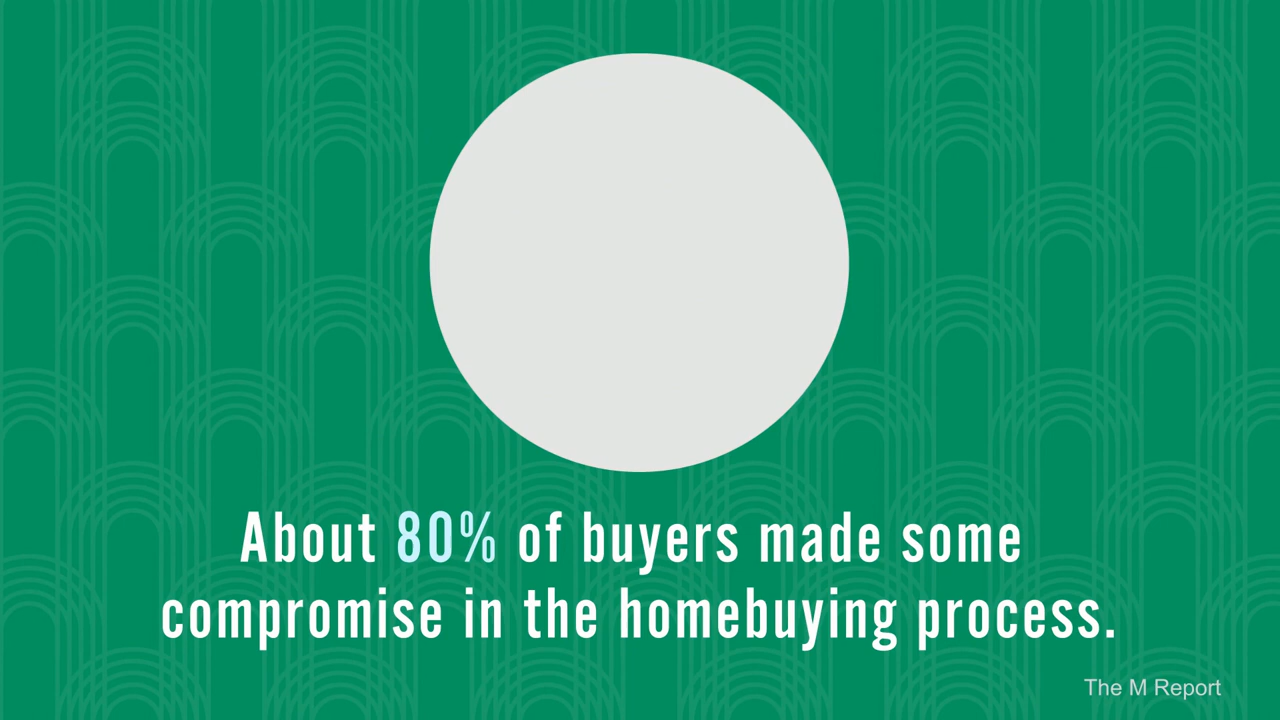 About 80% of buyers made some
compromise in the homebuying process.
The M Report